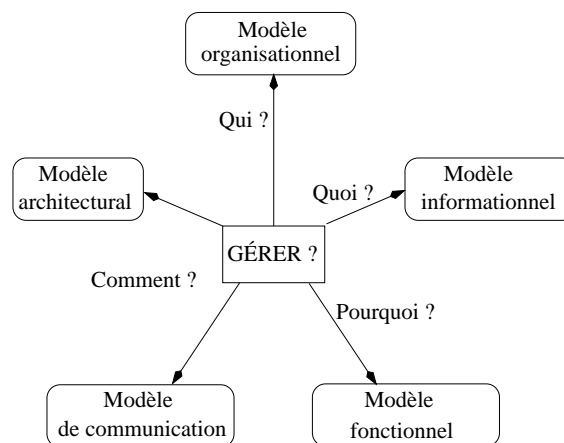 Modèle
organisationnel
Qui ?
Modèle
architectural
Quoi ?
Modèle
informationnel
GÉRER ?
Comment ?
Pourquoi ?
Modèle
de communication
Modèle
fonctionnel